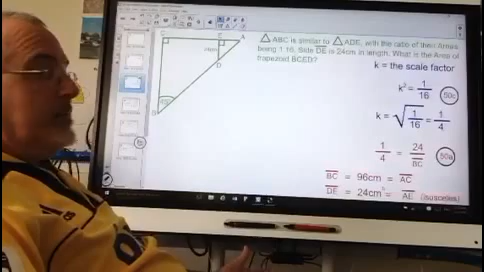 △ ABC is similar to △ ADE, with the ratio of their Areas
being 1:16. Side DE is 24cm in length. What is the Area of
trapezoid BCED?
k = the scale factor
C E A
D
B
k² = 1/16 50c
k = √1/16 = 1/4
1/4 = 24/BC 50a
BC = 96cm = AC
DE = 24cm = AE (isosceles)